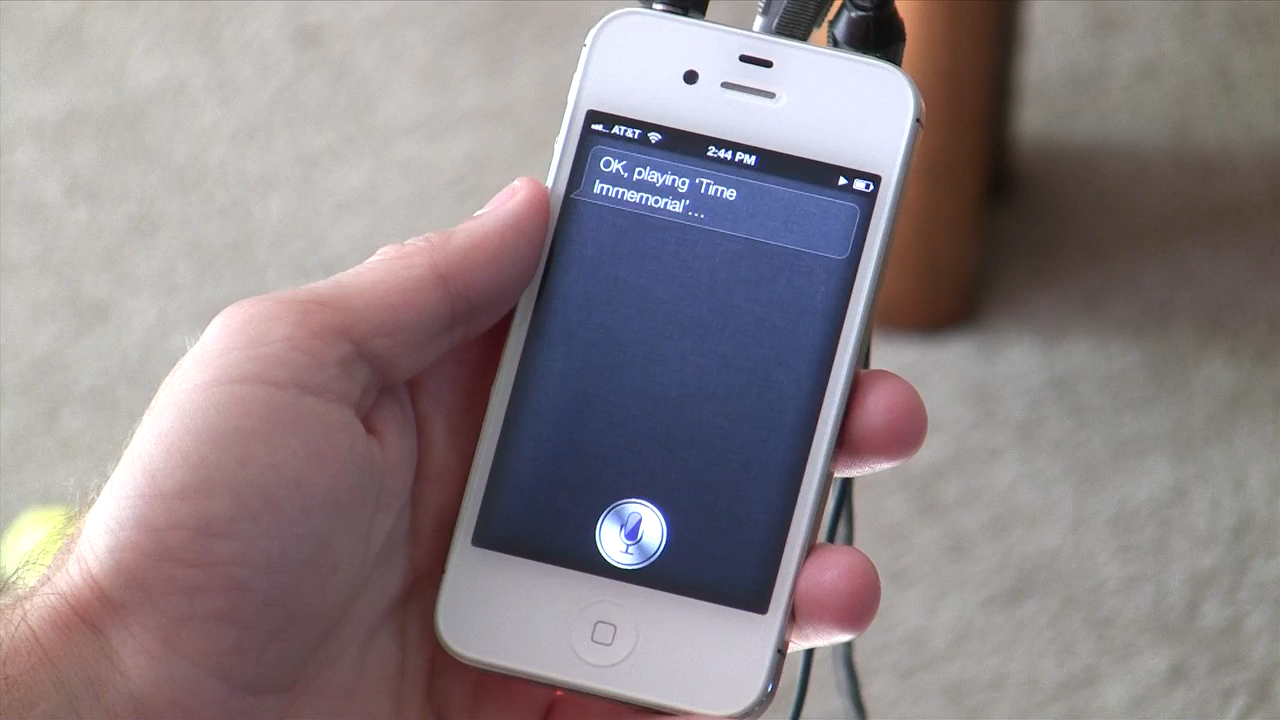 AT&T
2:44 PM
OK, playing ‘Time
Immemorial’...